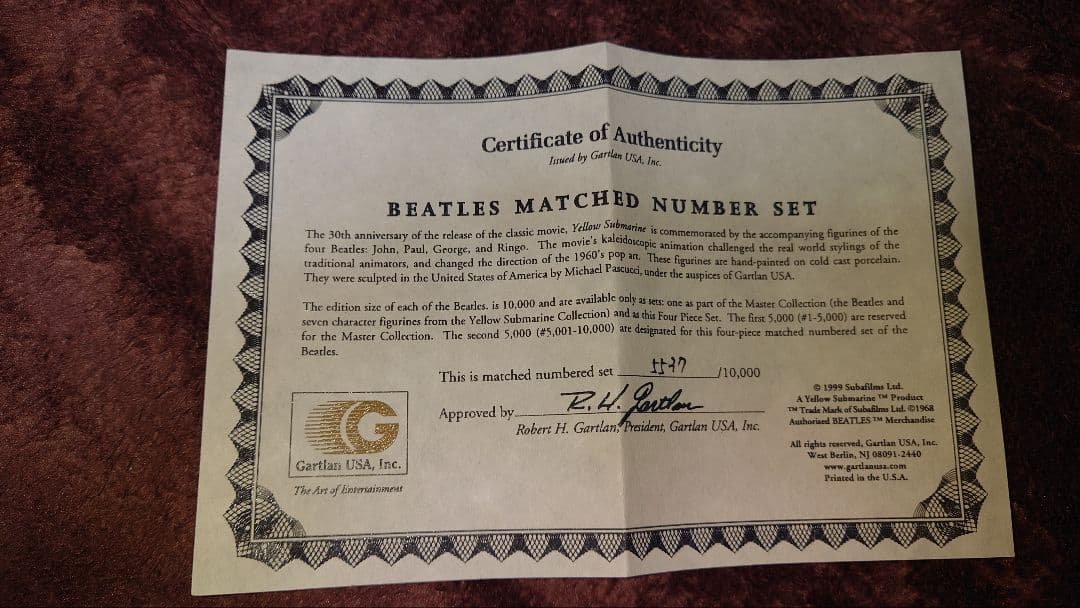 Certificate of Authenticity
Issued by Gartlan USA, Inc.
BEATLES MATCHED NUMBER SET
The 30th anniversary of the release of the classic movie, Yellow Submarine is commemorated by the accompanying figurines of the
four Beatles: John, Paul, George, and Ringo. The movie's kaleidoscopic animation challenged the real world stylings of the
traditional animators, and changed the direction of the 1960's pop art. These figurines are hand-painted on cold cast porcelain.
They were sculpted in the United States of America by Michael Pascucci, under the auspices of Gartlan USA.
The edition size of each of the Beatles. is 10,000 and are available only as sets: one as part of the Master Collection (the Beatles and
seven character figurines from the Yellow Submarine Collection) and as this Four Piece Set. The first 5,000 (#1-5,000) are reserved
for the Master Collection. The second 5,000 (#5,001-10,000) are designated for this four-piece matched numbered set of the
Beatles.
This is matched numbered set 5537 /10,000
Approved by R. H. Gartlan
Robert H. Gartlan, President, Gartlan USA, Inc.
G
Gartlan USA, Inc.
The Art of Entertainment
© 1999 Subafilms Ltd.
A Yellow Submarine ™ Product
™ Trade Mark of Subafilms Ltd. ©1968
Authorized BEATLES ™ Merchandise
All rights reserved, Gartlan USA, Inc.
West Berlin, NJ 08091-2440
www.gartlanusa.com
Printed in the U.S.A.